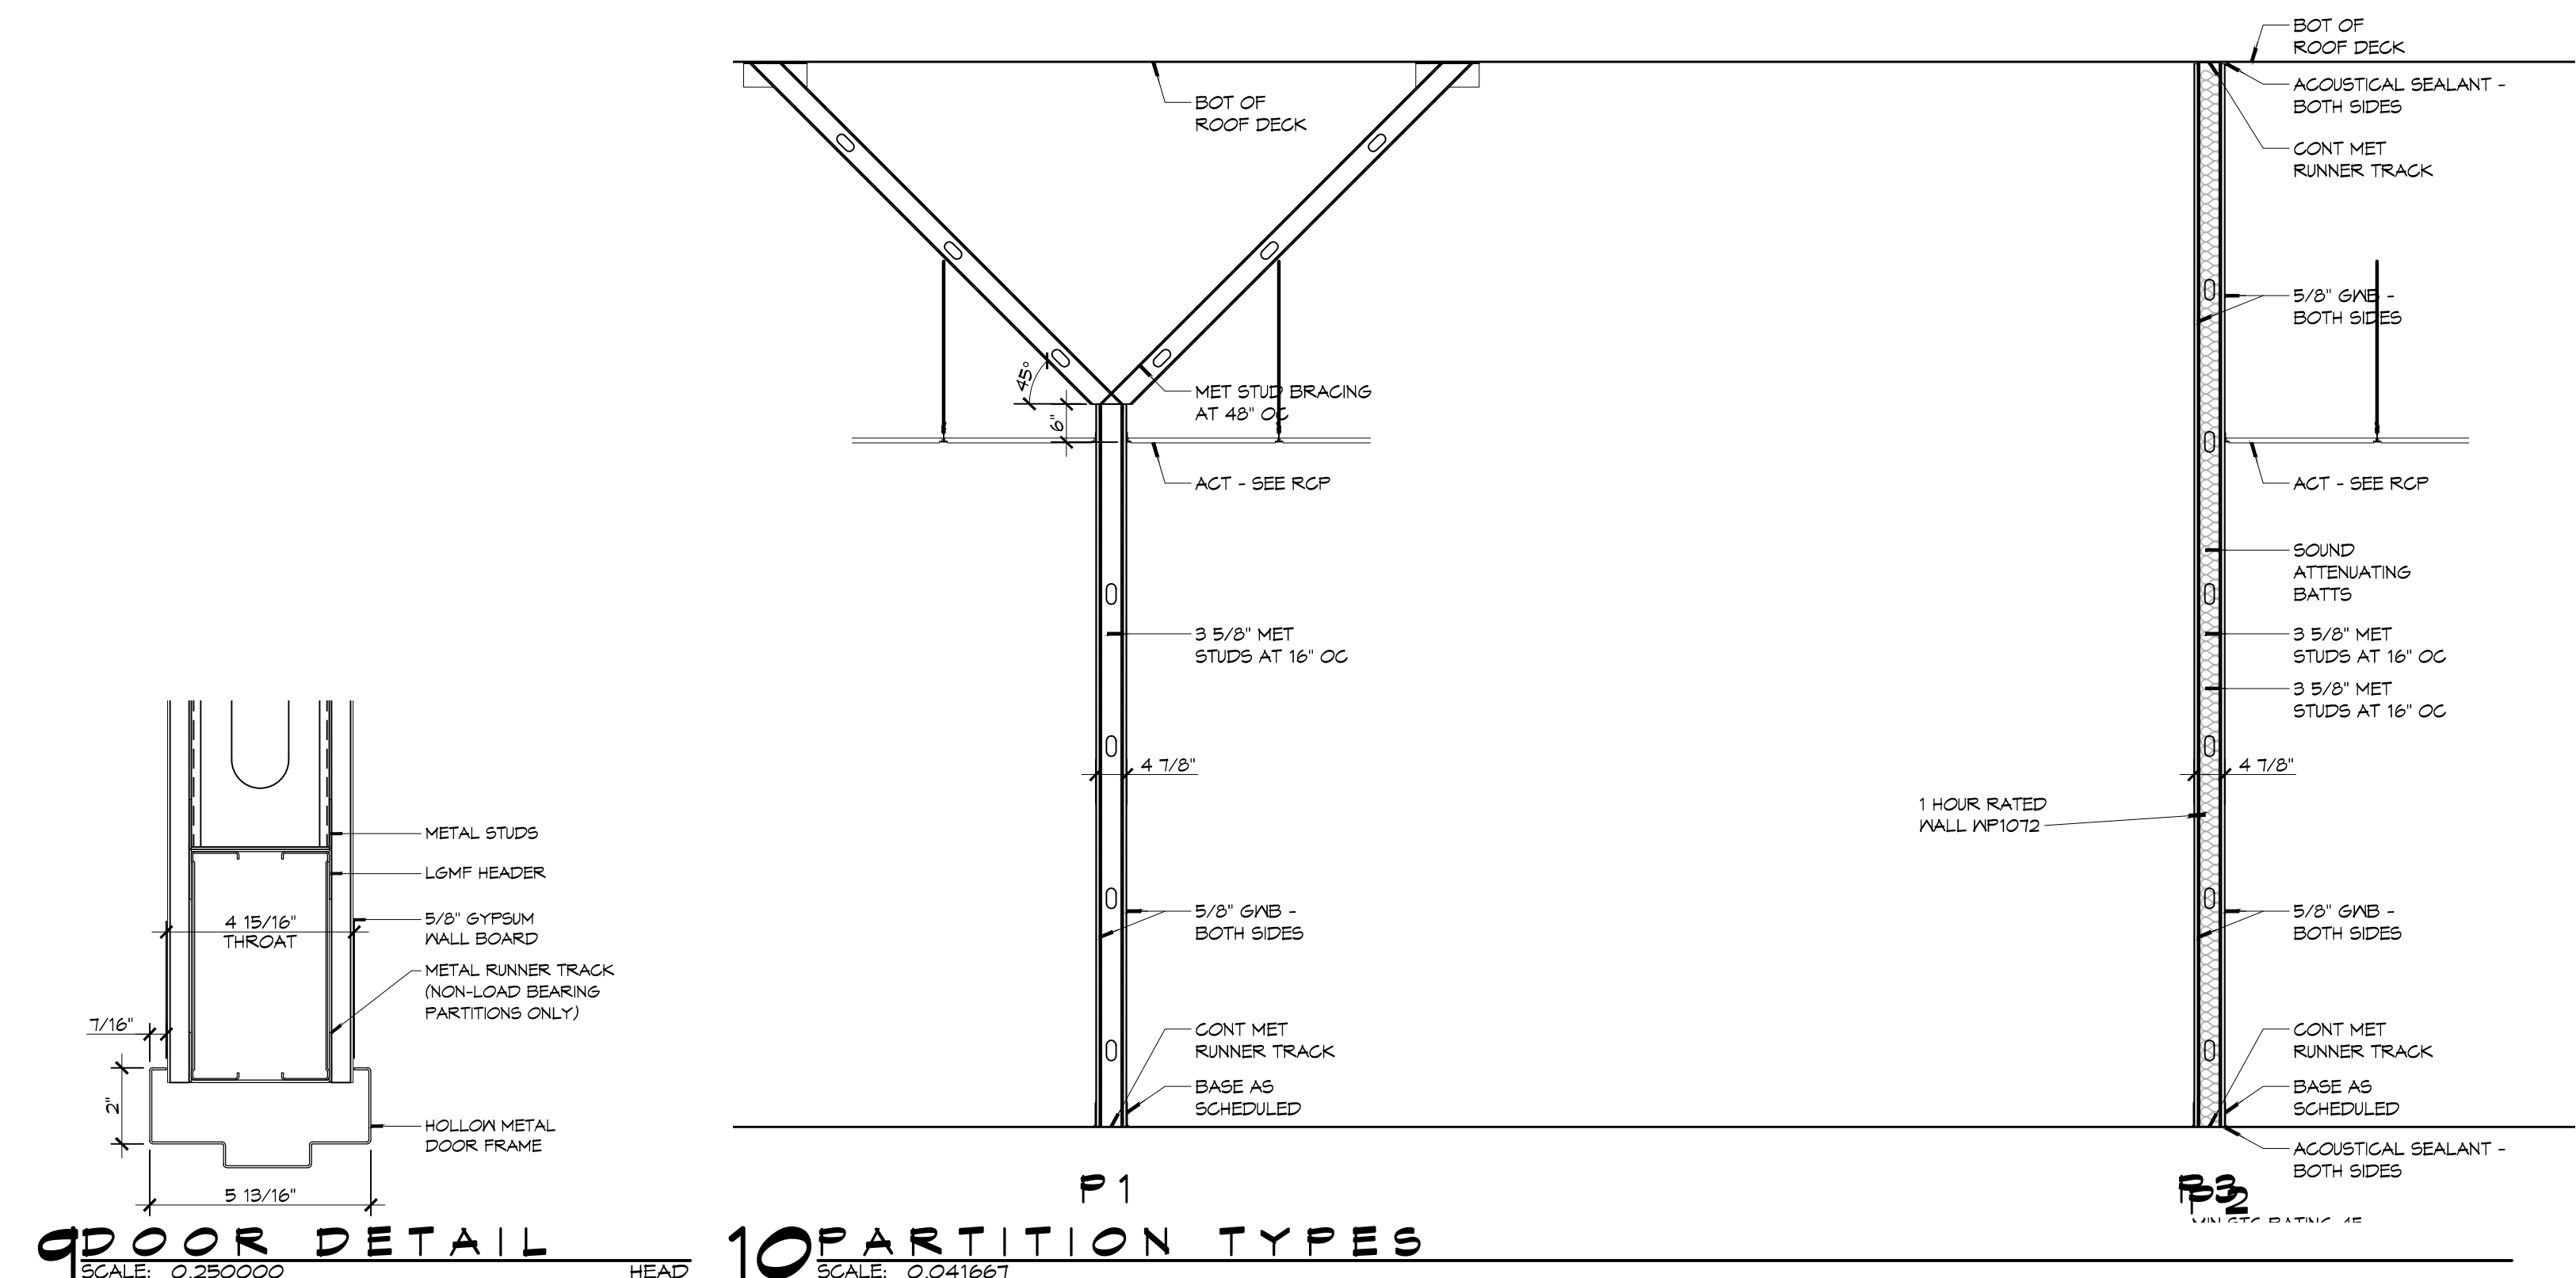 METAL STUDS
LGMF HEADER
4 15/16"
THROAT
5/8" GYPSUM
WALL BOARD
METAL RUNNER TRACK
(NON-LOAD BEARING
PARTITIONS ONLY)
7/16"
2"
HOLLOW METAL
DOOR FRAME
5 13/16"
9 DOOR DETAIL
SCALE: 0.250000
HEAD
BOT OF
ROOF DECK
45°
6"
MET STUD BRACING
AT 48" OC
ACT - SEE RCP
3 5/8" MET
STUDS AT 16" OC
4 7/8"
5/8" GWB -
BOTH SIDES
CONT MET
RUNNER TRACK
BASE AS
SCHEDULED
P1
10 PARTITION TYPES
SCALE: 0.041667
BOT OF
ROOF DECK
ACOUSTICAL SEALANT -
BOTH SIDES
CONT MET
RUNNER TRACK
5/8" GWB -
BOTH SIDES
ACT - SEE RCP
SOUND
ATTENUATING
BATTS
3 5/8" MET
STUDS AT 16" OC
3 5/8" MET
STUDS AT 16" OC
4 7/8"
1 HOUR RATED
WALL WP1072
5/8" GWB -
BOTH SIDES
CONT MET
RUNNER TRACK
BASE AS
SCHEDULED
ACOUSTICAL SEALANT -
BOTH SIDES
P3
P2